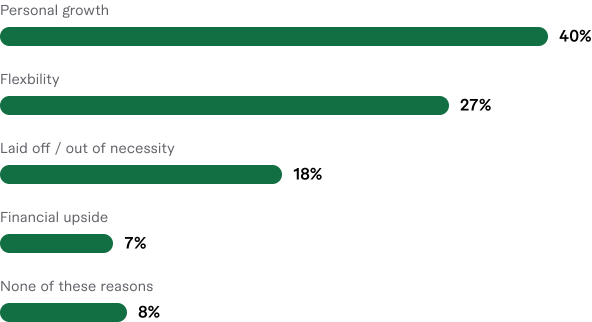 Personal growth
40%
Flexbility
27%
Laid off / out of necessity
18%
Financial upside
7%
None of these reasons
8%